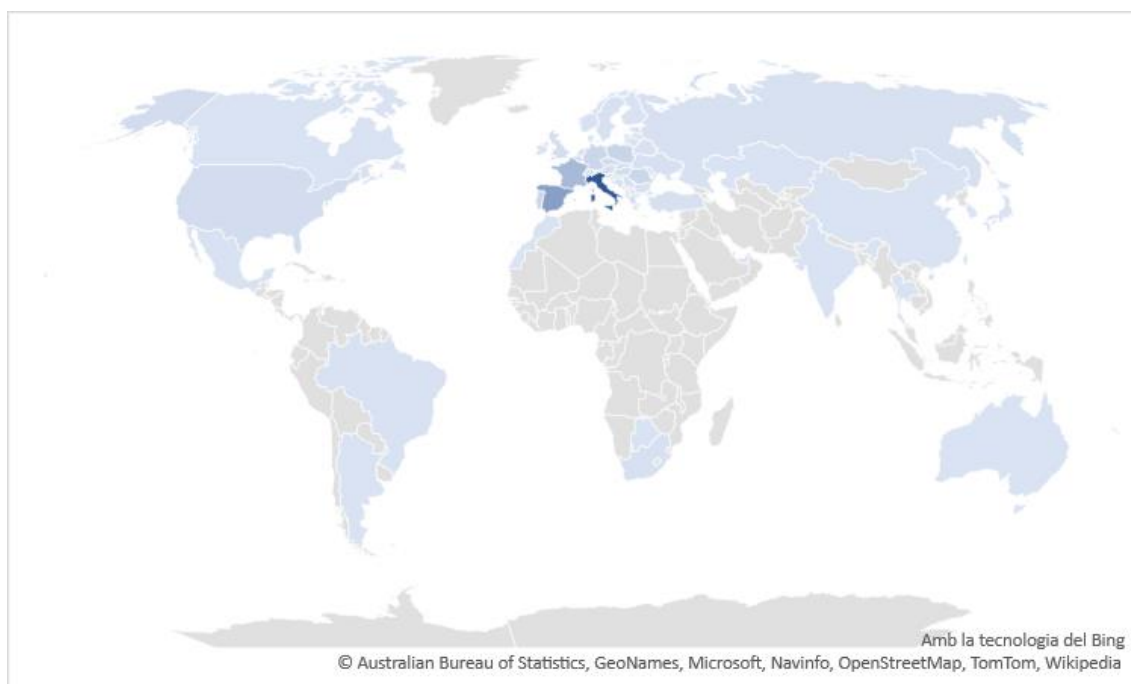 Amb la tecnologia del Bing
© Australian Bureau of Statistics, GeoNames, Microsoft, Navinfo, OpenStreetMap, TomTom, Wikipedia